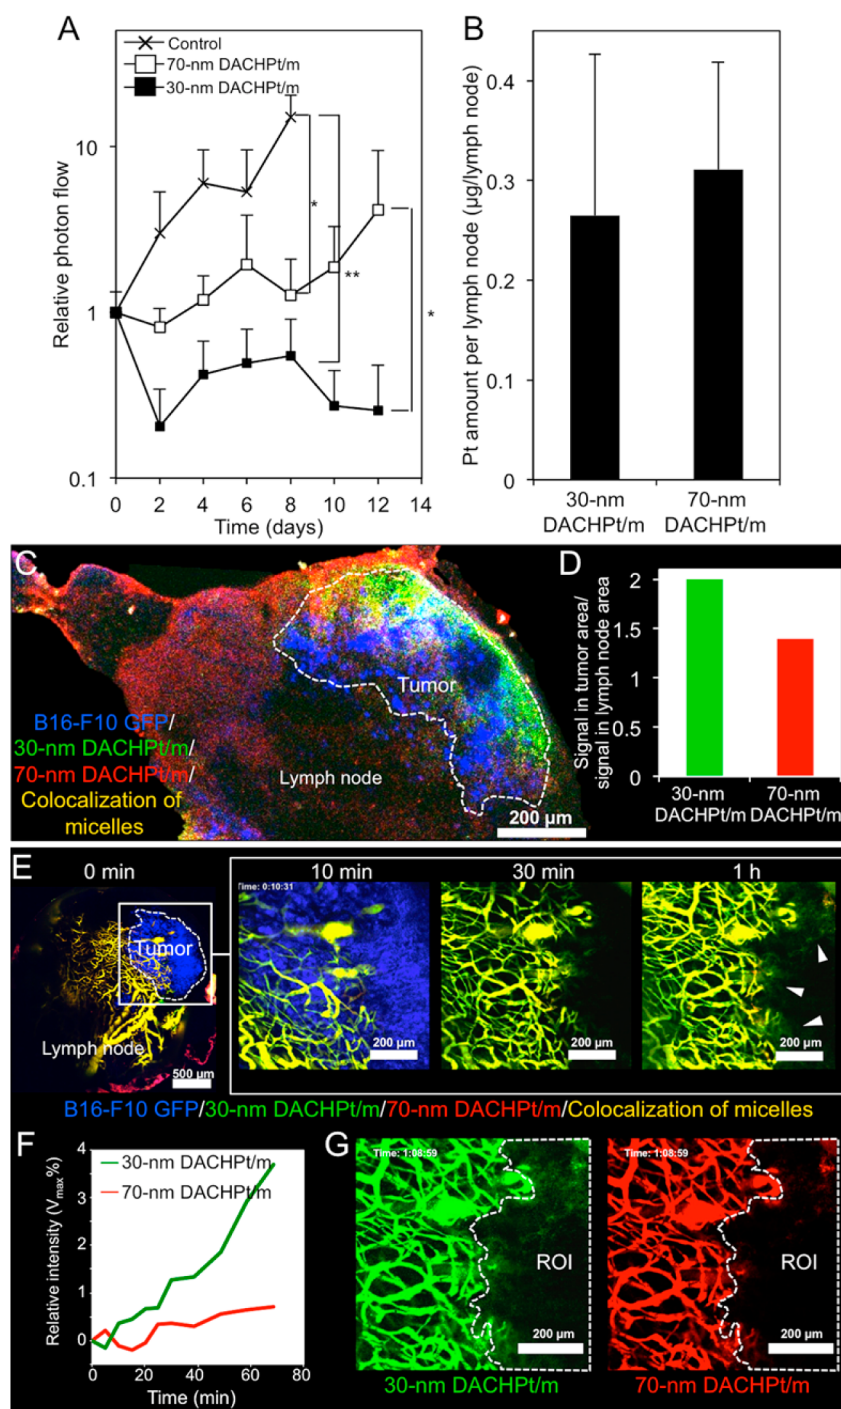 A
Control
70-nm DACHPt/m
30-nm DACHPt/m
Relative photon flow
10
1
0.1
*
**
*
0 2 4 6 8 10 12 14
Time (days)
B
Pt amount per lymph node (µg/lymph node)
0.4
0.3
0.2
0.1
0
30-nm
DACHPt/m
70-nm
DACHPt/m
C
Tumor
Lymph node
B16-F10 GFP/
30-nm DACHPt/m/
70-nm DACHPt/m/
Colocalization of
micelles
200 µm
D
Signal in tumor area/
signal in lymph node area
2
1.5
1
0.5
0
30-nm
DACHPt/m
70-nm
DACHPt/m
E
0 min
10 min
30 min
1 h
Tumor
Lymph node
500 µm
Time: 0:10:31
200 µm
200 µm
200 µm
B16-F10 GFP/30-nm DACHPt/m/70-nm DACHPt/m/Colocalization of micelles
F
30-nm DACHPt/m
70-nm DACHPt/m
Relative intensity (Vmax%)
4
3
2
1
0
0 20 40 60 80
Time (min)
G
Time: 1:08:59
ROI
200 µm
30-nm DACHPt/m
Time: 1:08:59
ROI
200 µm
70-nm DACHPt/m